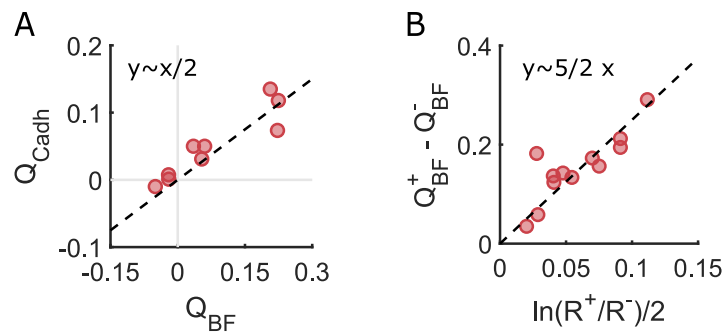 A
y~x/2
0.2
0.1
0
-0.1
Q_Cadh
-0.15
0
0.15
0.3
Q_BF
B
y~5/2 x
0.4
0.2
0
Q⁺_BF - Q⁻_BF
0
0.05
0.1
0.15
ln(R⁺/R⁻)/2